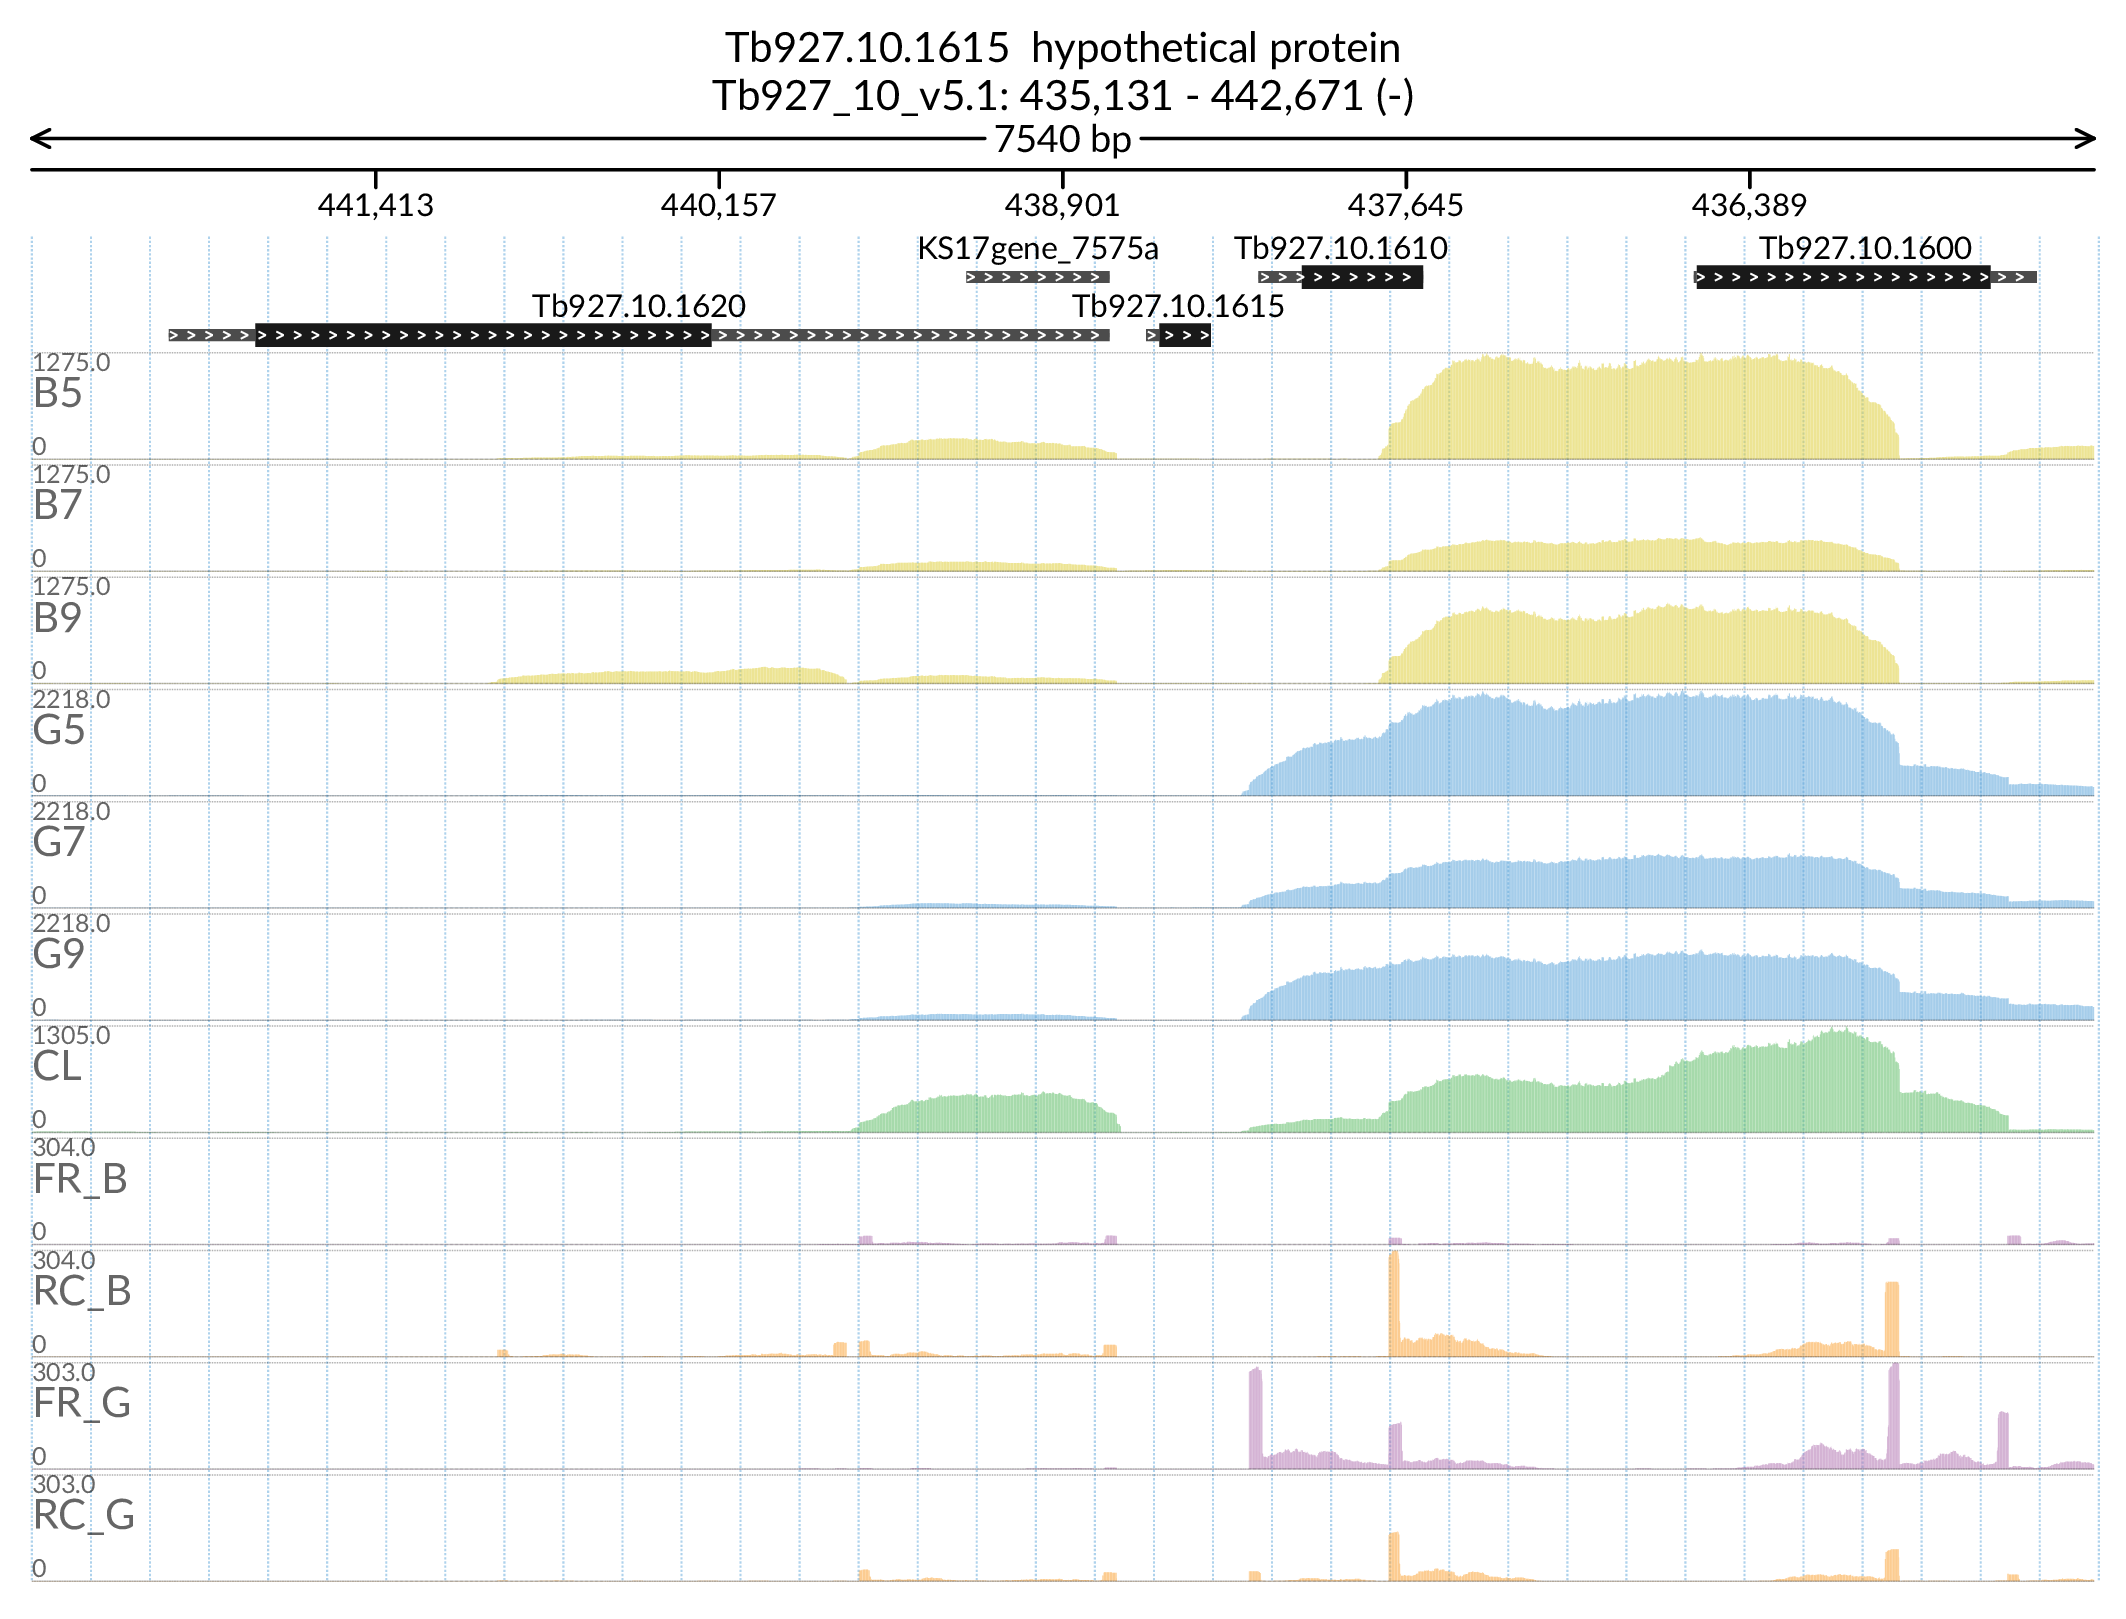 Tb927.10.1615  hypothetical protein
Tb927_10_v5.1: 435,131 - 442,671 (-)
7540 bp
441,413 440,157 438,901 437,645 436,389
KS17gene_7575a Tb927.10.1610 Tb927.10.1600
Tb927.10.1620 Tb927.10.1615
1275.0
B5
0
1275.0
B7
0
1275.0
B9
0
2218.0
G5
0
2218.0
G7
0
2218.0
G9
0
1305.0
CL
0
304.0
FR_B
0
304.0
RC_B
0
303.0
FR_G
0
303.0
RC_G
0